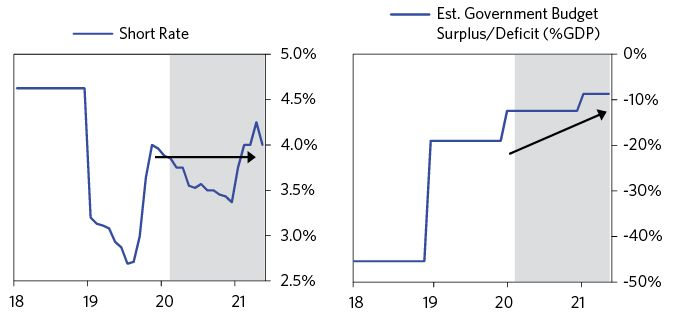 Short Rate
5.0%
4.5%
4.0%
3.5%
3.0%
2.5%
18 19 20 21
Est. Government Budget
Surplus/Deficit (%GDP)
0%
-10%
-20%
-30%
-40%
-50%
18 19 20 21